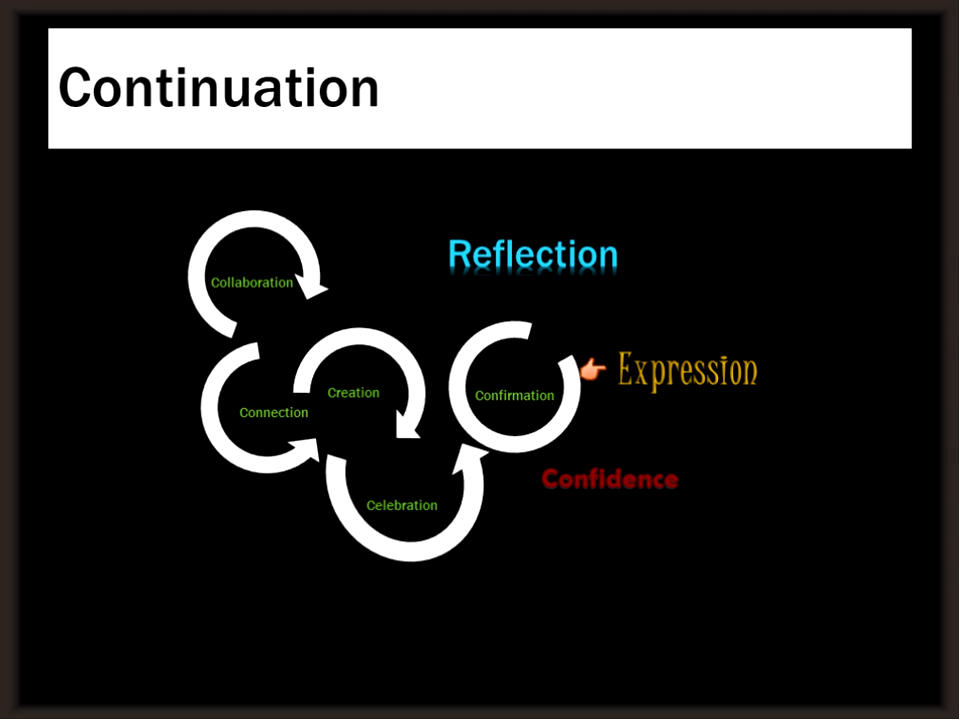 Continuation
Collaboration
Connection
Creation
Celebration
Confirmation
Reflection
Expression
Confidence